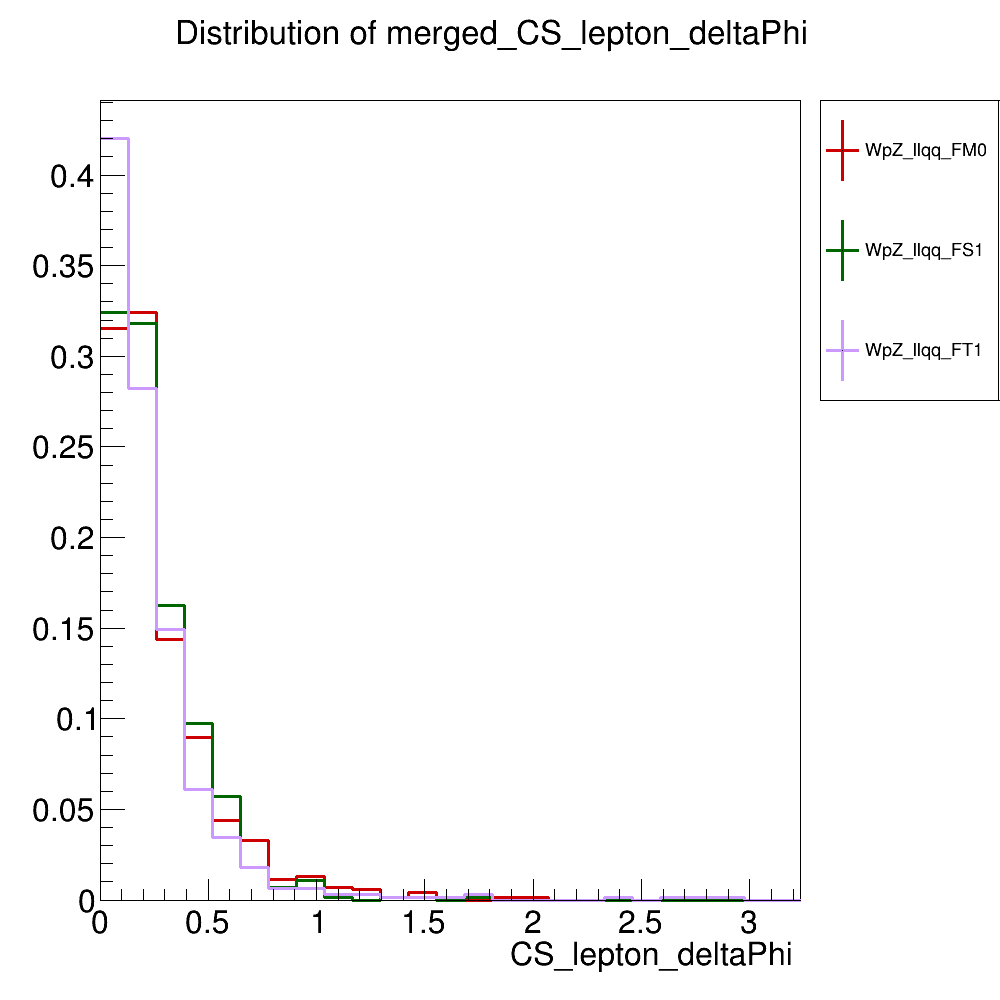 Distribution of merged_CS_lepton_deltaPhi
0.4
0.35
0.3
0.25
0.2
0.15
0.1
0.05
0
0 0.5 1 1.5 2 2.5 3
CS_lepton_deltaPhi
WpZ_llqq_FM0
WpZ_llqq_FS1
WpZ_llqq_FT1